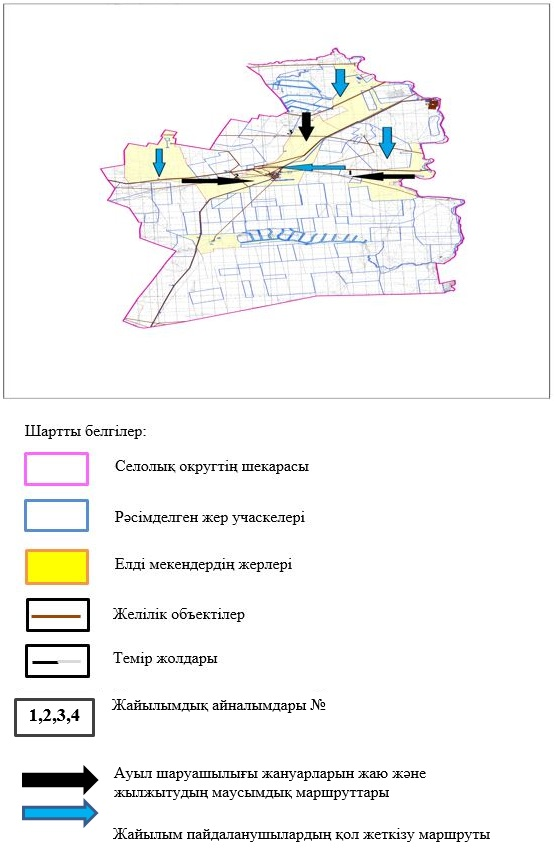 Шартты белгілер:
Селолық округтің шекарасы
Рәсімделген жер учаскелері
Елді мекендердің жерлері
Желілік объектілер
Темір жолдары
1,2,3,4 Жайылымдық айналымдары №
Ауыл шаруашылығы жануарларын жаю және
жылжытудың маусымдық маршруттары
Жайылым пайдаланушылардың қол жеткізу маршруты